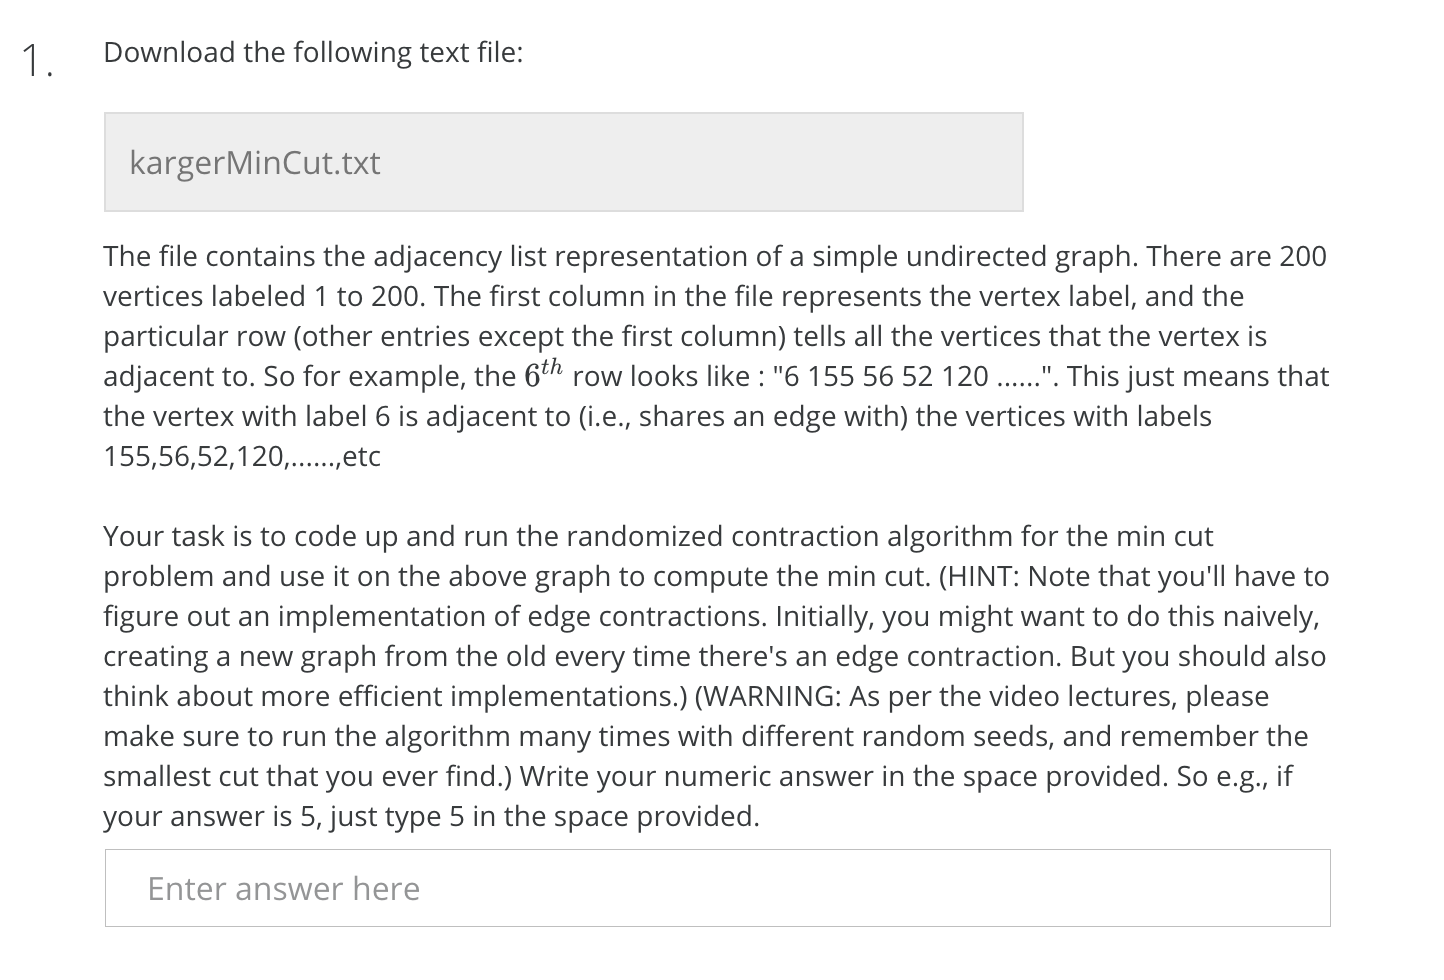 1. Download the following text file:
kargerMinCut.txt
The file contains the adjacency list representation of a simple undirected graph. There are 200
vertices labeled 1 to 200. The first column in the file represents the vertex label, and the
particular row (other entries except the first column) tells all the vertices that the vertex is
adjacent to. So for example, the 6^{th} row looks like : "6 155 56 52 120 ......". This just means that
the vertex with label 6 is adjacent to (i.e., shares an edge with) the vertices with labels
155,56,52,120,......,etc
Your task is to code up and run the randomized contraction algorithm for the min cut
problem and use it on the above graph to compute the min cut. (HINT: Note that you'll have to
figure out an implementation of edge contractions. Initially, you might want to do this naively,
creating a new graph from the old every time there's an edge contraction. But you should also
think about more efficient implementations.) (WARNING: As per the video lectures, please
make sure to run the algorithm many times with different random seeds, and remember the
smallest cut that you ever find.) Write your numeric answer in the space provided. So e.g., if
your answer is 5, just type 5 in the space provided.
Enter answer here